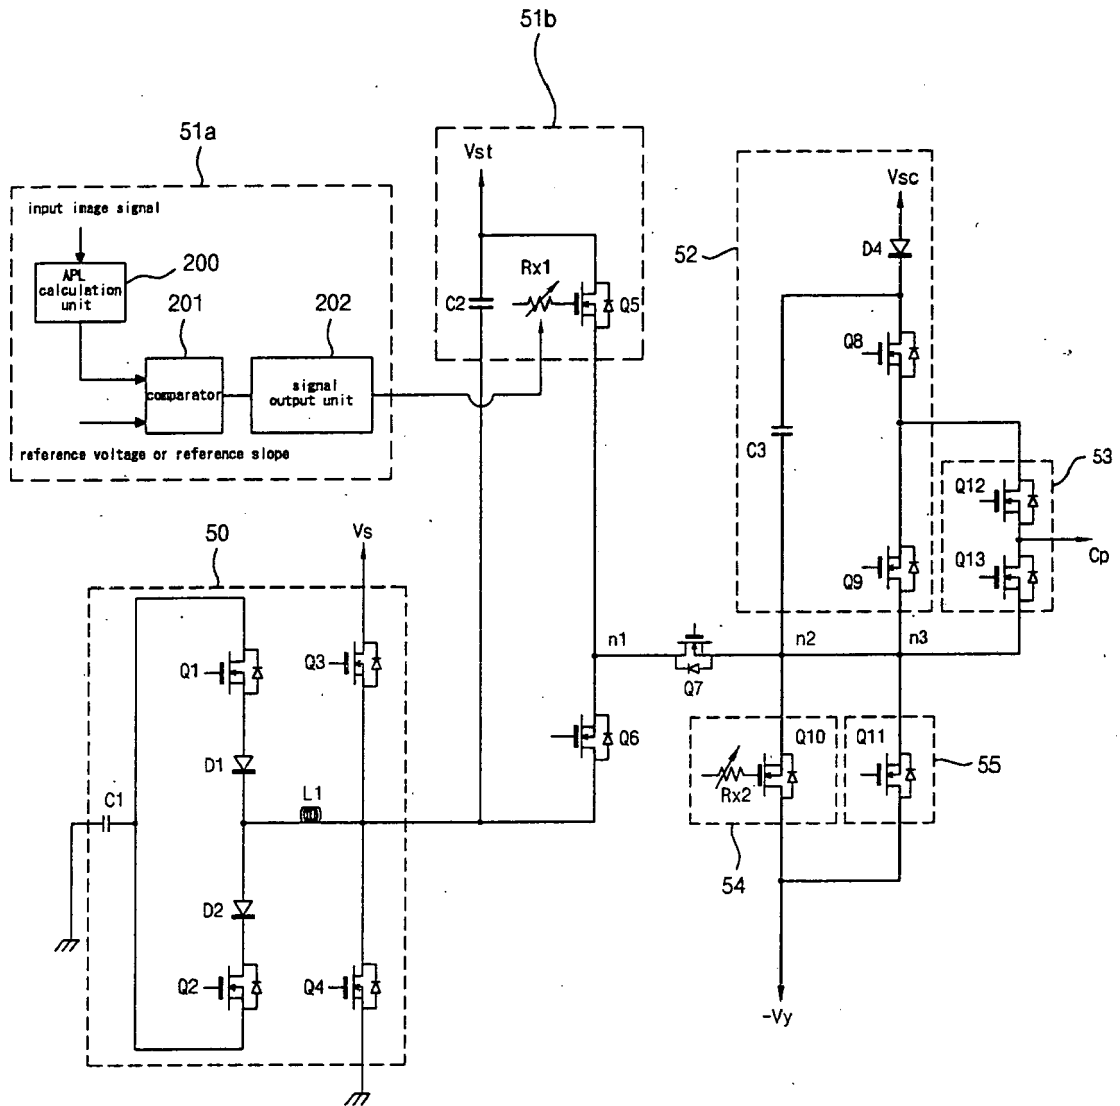 51b
51a
Vst
Vsc
input image signal
52
D4
200
APL
calculation
unit
Rx1
201
202
C2
Q5
Q8
comparator
signal
output unit
C3
53
reference voltage or reference slope
Q12
50
Vs
Cp
Q9
Q13
n1
n2
n3
Q1
Q3
Q7
Q6
Q10
Q11
55
D1
Rx2
C1
L1
54
D2
Q2
Q4
-Vy